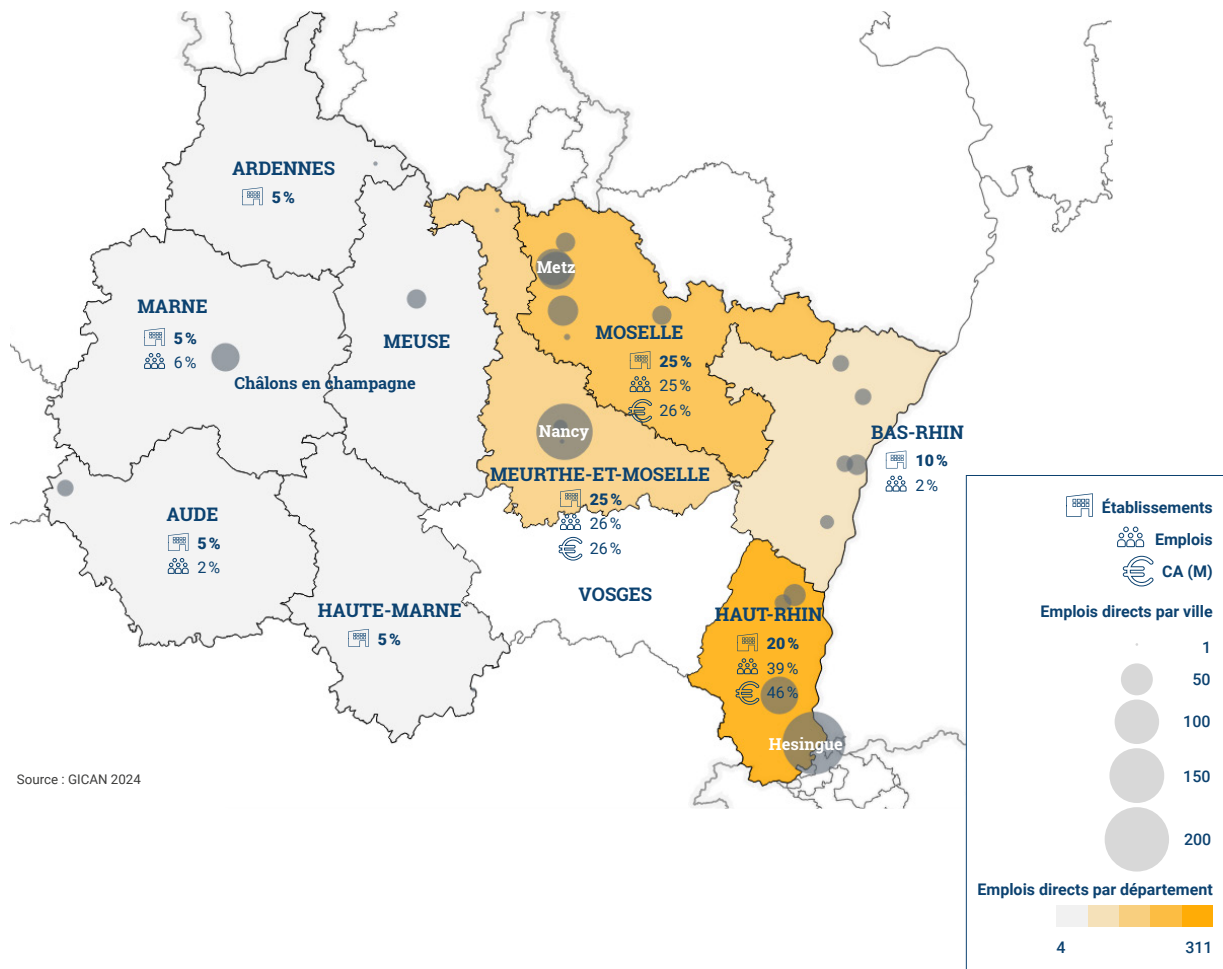 ARDENNES
5 %
Metz
MARNE
5 %
6 %
MEUSE
MOSELLE
25 %
25 %
26 %
Châlons en champagne
Nancy
MEURTHE-ET-MOSELLE
25 %
26 %
26 %
BAS-RHIN
10 %
2 %
AUDE
5 %
2 %
HAUTE-MARNE
5 %
VOSGES
HAUT-RHIN
20 %
39 %
46 %
Hesingue
Source : GICAN 2024
Établissements
Emplois
CA (M)
Emplois directs par ville
1
50
100
150
200
Emplois directs par département
4 311